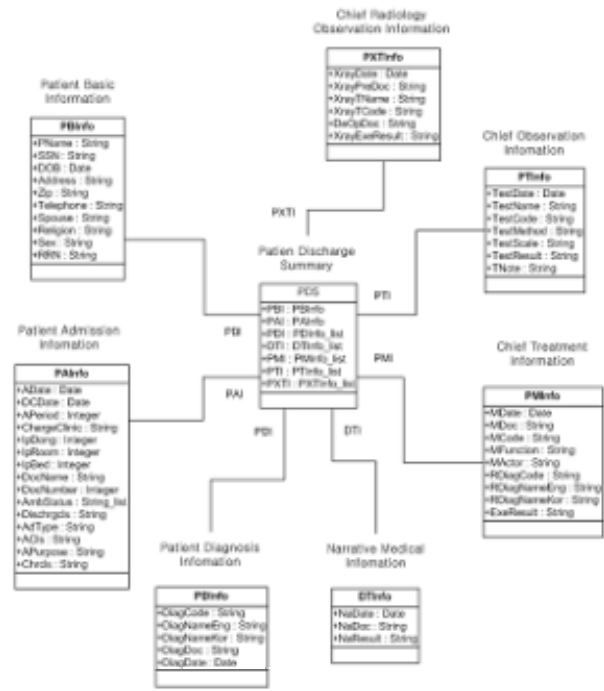 Chief Radiology
Observation Information
PXTInfo
+XrayDate : Date
+XrayPreDoc : String
+XrayTName : String
+XrayTCode : String
+DeOpDoc : String
+XrayExeResult : String
PXTI
Patient Basic
Information
PBInfo
+PName : String
+SSN : String
+DOB : Date
+Address : String
+Zip : String
+Telephone : String
+Spouse : String
+Religion : String
+Sex : String
+RRN : String
Chief Observation
Infomation
PTInfo
+TestDate : Date
+TestName : String
+TestCode : String
+TestMethod : String
+TestScale : String
+TestResult : String
+TNote : String
Patien Discharge
Summary
PDS
+PBI : PBInfo
+PAI : PAInfo
+PDI : PDInfo_list
+DTI : DTInfo_list
+PMI : PMInfo_list
+PTI : PTInfo_list
+PXTI : PXTInfo_list
PTI
PDI
PMI
PAI
PDI
DTI
Patient Admission
Infomation
PAInfo
+ADate : Date
+DCDate : Date
+APeriod : Integer
+ChargeClinic : String
+IpDong : Integer
+IpRoom : Integer
+IpBed : Integer
+DocName : String
+DocNumber : Integer
+AmbStatus : String_list
+Dischrgcls : String
+AdType : String
+ACls : String
+APurpose : String
+Chrcls : String
Chief Treatment
Information
PMInfo
+MDate : Date
+MDoc : String
+MCode : String
+MFunction : String
+MActor : String
+RDiagCode : String
+RDiagNameEng : String
+RDiagNameKor : String
+ExeResult : String
Patient Diagnosis
Infomation
PDInfo
+DiagCode : String
+DiagNameEng : String
+DiagNameKor : String
+DiagDoc : String
+DiagDate : Date
Narrative Medical
Infomation
DTInfo
+NaDate : Date
+NaDoc : String
+NaResult : String